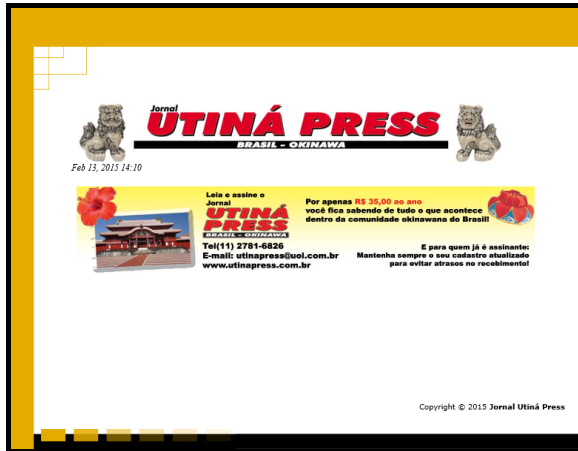 Jornal
UTINÁ PRESS
BRASIL - OKINAWA
Feb 13, 2015 14:10
Leia e assine o
Jornal
UTINÁ
PRESS
BRASIL - OKINAWA
Tel(11) 2781-6826
E-mail: utinapress@uol.com.br
www.utinapress.com.br
Por apenas R$ 35,00 ao ano
você fica sabendo de tudo o que acontece
dentro da comunidade okinawana do Brasil!
E para quem já é assinante:
Mantenha sempre o seu cadastro atualizado
para evitar atrasos no recebimento!
Copyright © 2015 Jornal Utiná Press